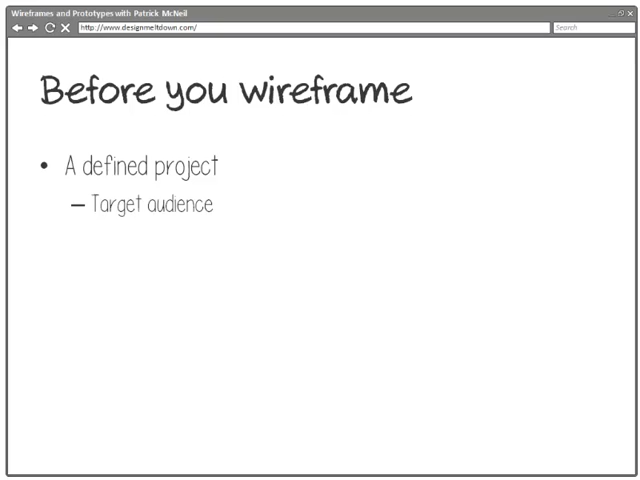 Wireframes and Prototypes with Patrick McNeil
http://www.designmeltdown.com/
Search
Before you wireframe
• A defined project
– Target audience